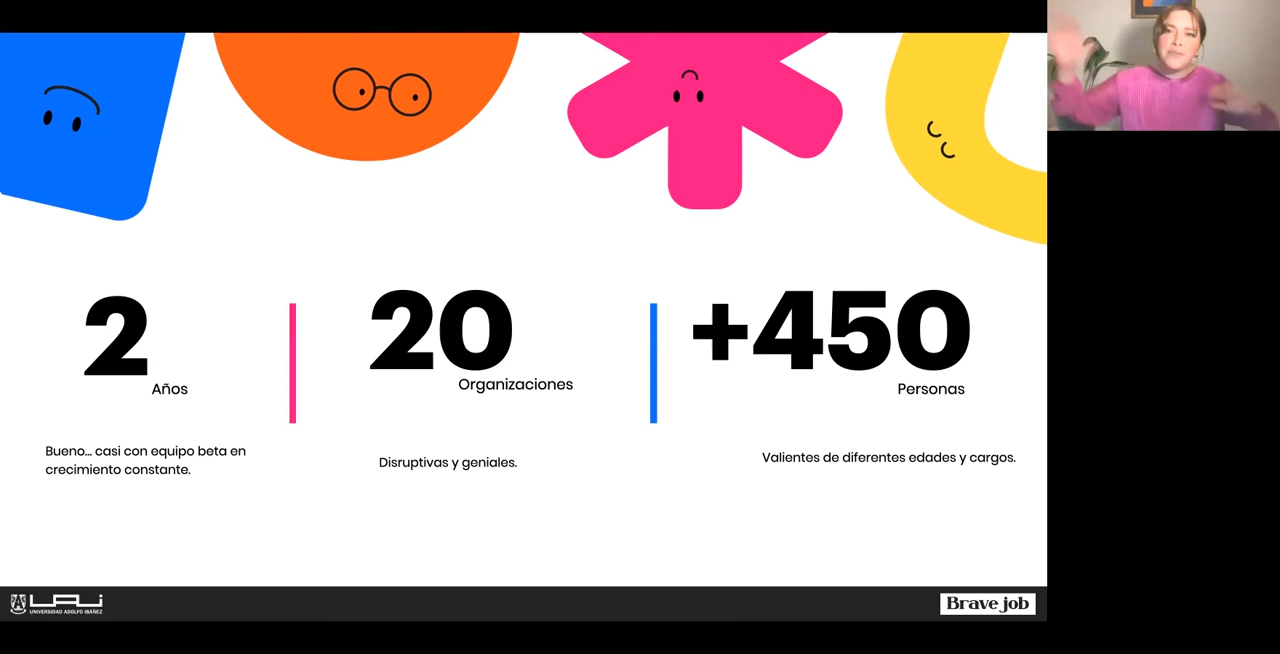 2
Años
Bueno... casi con equipo beta en
crecimiento constante.
20
Organizaciones
Disruptivas y geniales.
+450
Personas
Valientes de diferentes edades y cargos.
UAI
UNIVERSIDAD ADOLFO IBÁÑEZ
Brave job